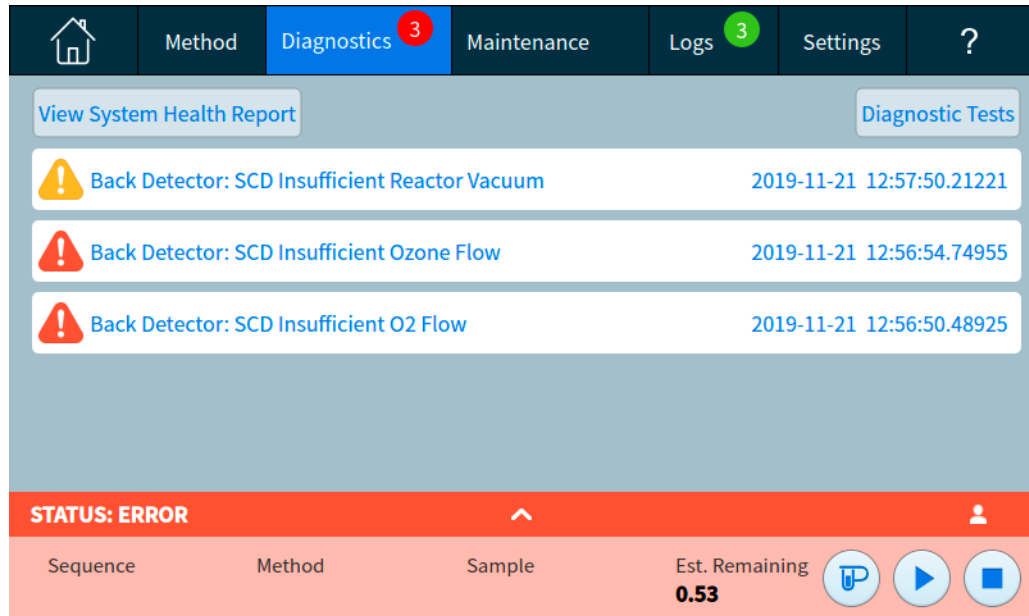 Method Diagnostics 3 Maintenance Logs 3 Settings ?
View System Health Report Diagnostic Tests
! Back Detector: SCD Insufficient Reactor Vacuum 2019-11-21 12:57:50.21221
! Back Detector: SCD Insufficient Ozone Flow 2019-11-21 12:56:54.74955
! Back Detector: SCD Insufficient O2 Flow 2019-11-21 12:56:50.48925
STATUS: ERROR
Sequence Method Sample Est. Remaining
0.53